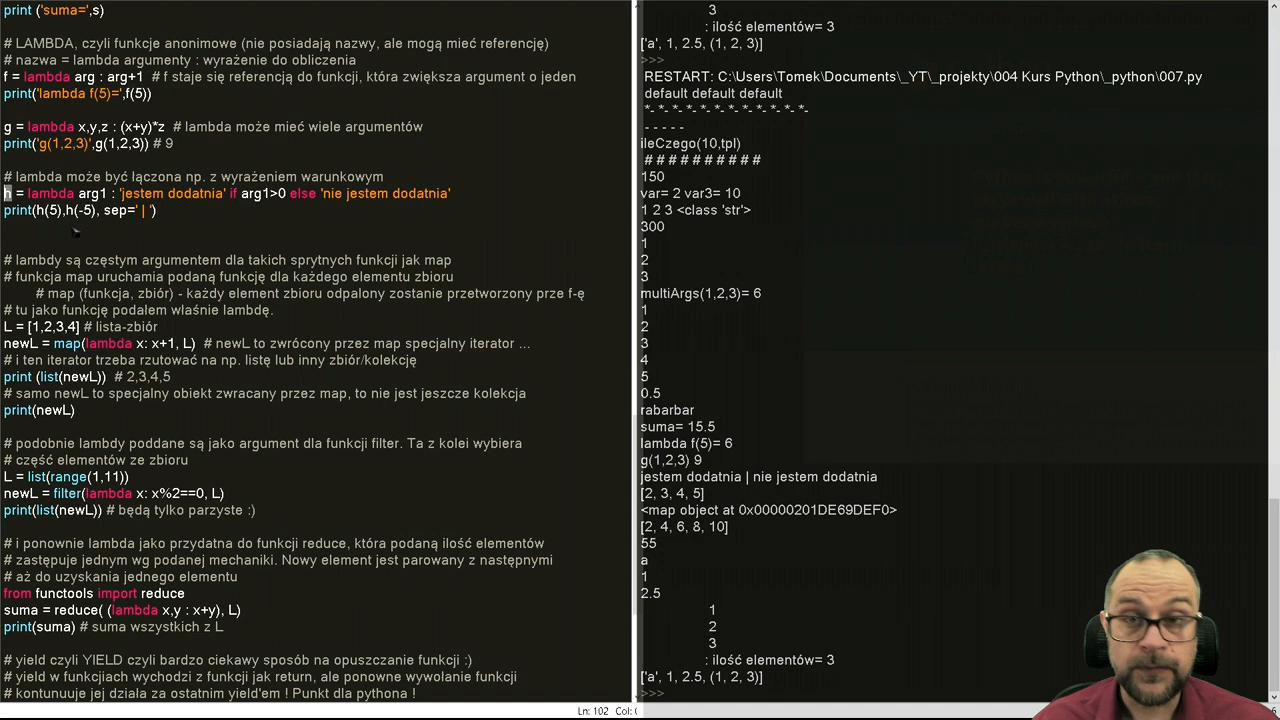 print ('suma=',s)
# LAMBDA, czyli funkcje anonimowe (nie posiadają nazwy, ale mogą mieć referencję)
# nazwa = lambda argumenty : wyrażenie do obliczenia
f = lambda arg : arg+1  # f staje się referencją do funkcji, która zwiększa argument o jeden
print('lambda f(5)=',f(5))
g = lambda x,y,z : (x+y)*z  # lambda może mieć wiele argumentów
print('g(1,2,3)',g(1,2,3)) # 9
# lambda może być łączona np. z wyrażeniem warunkowym
h = lambda arg1 : 'jestem dodatnia' if arg1>0 else 'nie jestem dodatnia'
print(h(5),h(-5), sep=' | ')
# lambdy są częstym argumentem dla takich sprytnych funkcji jak map
# funkcja map uruchamia podaną funkcję dla każdego elementu zbioru
# map (funkcja, zbiór) - każdy element zbioru odpalony zostanie przetworzony prze f-ę
# tu jako funkcję podałem właśnie lambdę.
L = [1,2,3,4] # lista-zbiór
newL = map(lambda x: x+1, L)  # newL to zwrócony przez map specjalny iterator ...
# i ten iterator trzeba rzutować na np. listę lub inny zbiór/kolekcję
print (list(newL))  # 2,3,4,5
# samo newL to specjalny obiekt zwracany przez map, to nie jest jeszcze kolekcja
print(newL)
# podobnie lambdy poddane są jako argument dla funkcji filter. Ta z kolei wybiera
# część elementów ze zbioru
L = list(range(1,11))
newL = filter(lambda x: x%2==0, L)
print(list(newL)) # będą tylko parzyste :)
# i ponownie lambda jako przydatna do funkcji reduce, która podaną ilość elementów
# zastępuje jednym wg podanej mechaniki. Nowy element jest parowany z następnymi
# aż do uzyskania jednego elementu
from functools import reduce
suma = reduce( (lambda x,y : x+y), L)
print(suma) # suma wszystkich z L
# yield czyli YIELD czyli bardzo ciekawy sposób na opuszczanie funkcji :)
# yield w funkcjach wychodzi z funkcji jak return, ale ponowne wywołanie funkcji
# kontunuuje jej działa za ostatnim yield'em ! Punkt dla pythona !
Ln: 102 Col:
3
: ilość elementów= 3
['a', 1, 2.5, (1, 2, 3)]
>>>
RESTART: C:\Users\Tomek\Documents\_YT\_projekty\004 Kurs Python\_python\007.py
default default default
*-*-*-*-*-*-*-*-*-*-*-*-
- - - - -
ileCzego(10,tpl)
##########
150
var= 2 var3= 10
1 2 3 <class 'str'>
300
1
2
3
multiArgs(1,2,3)= 6
1
2
3
4
5
0.5
rabarbar
suma= 15.5
lambda f(5)= 6
g(1,2,3) 9
jestem dodatnia | nie jestem dodatnia
[2, 3, 4, 5]
<map object at 0x00000201DE69DEF0>
[2, 4, 6, 8, 10]
55
a
1
2.5
1
2
3
: ilość elementów= 3
['a', 1, 2.5, (1, 2, 3)]
>>>